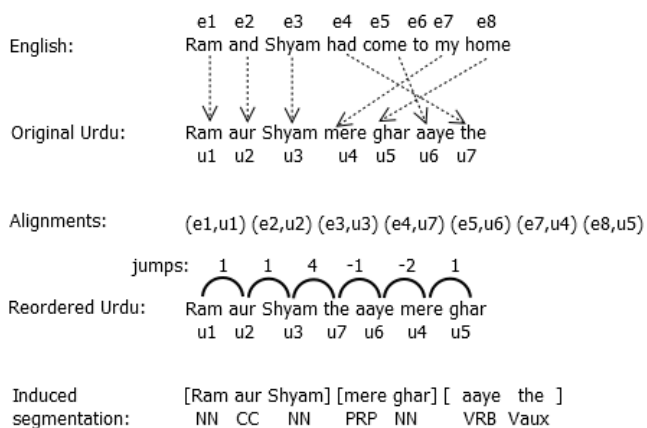 e1 e2 e3 e4 e5 e6 e7 e8
English: Ram and Shyam had come to my home
Original Urdu: Ram aur Shyam mere ghar aaye the
u1 u2 u3 u4 u5 u6 u7
Alignments: (e1,u1) (e2,u2) (e3,u3) (e4,u7) (e5,u6) (e7,u4) (e8,u5)
jumps: 1 1 4 -1 -2 1
Reordered Urdu: Ram aur Shyam the aaye mere ghar
u1 u2 u3 u7 u6 u4 u5
Induced [Ram aur Shyam] [mere ghar] [ aaye the ]
segmentation: NN CC NN PRP NN VRB Vaux